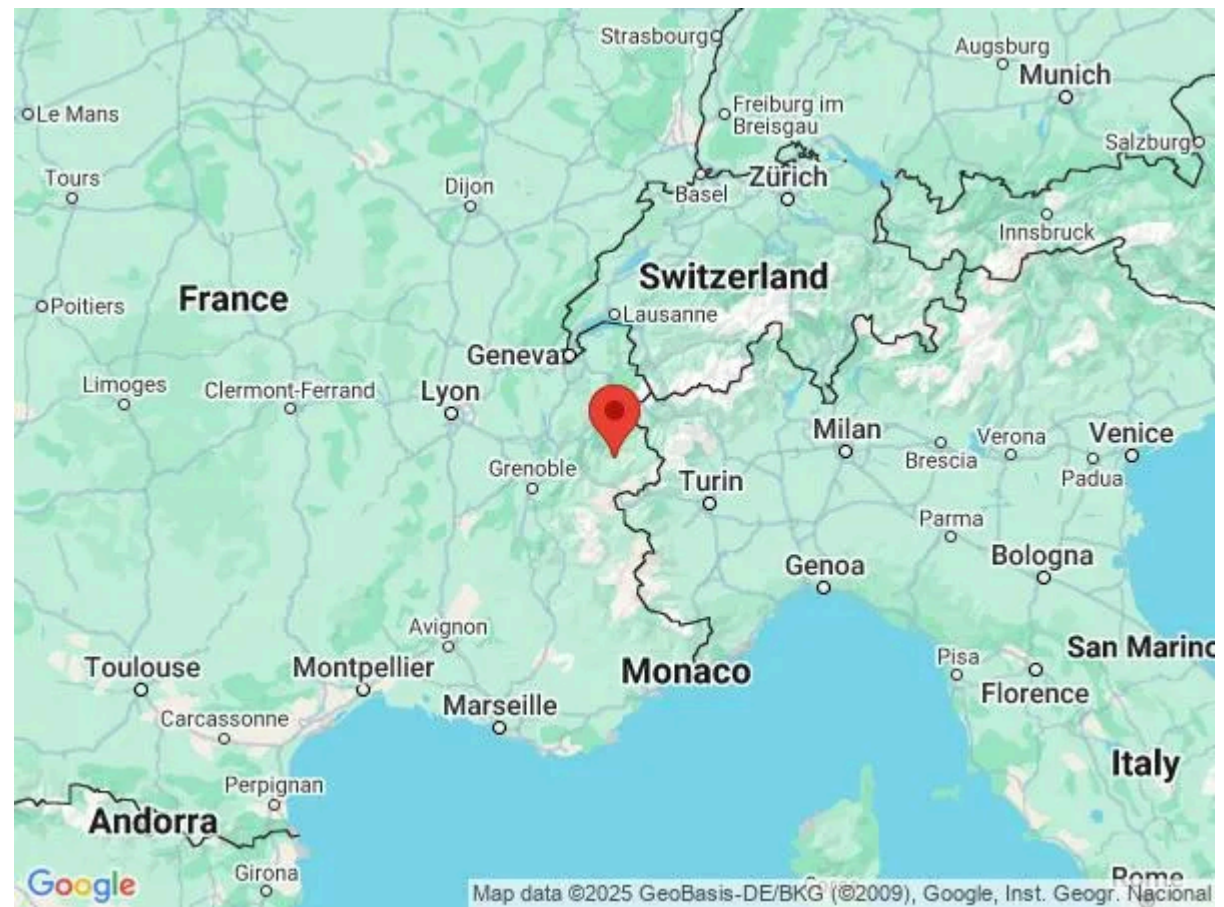 Strasbourg
Augsburg
Munich
Le Mans
Freiburg im
Breisgau
Salzburg
Tours
Dijon
Basel
Zürich
Innsbruck
Switzerland
France
Poitiers
Lausanne
Geneva
Limoges
Clermont-Ferrand
Lyon
Milan
Verona
Venice
Brescia
Padua
Grenoble
Turin
Parma
Bologna
Genoa
Avignon
San Marino
Toulouse
Montpellier
Monaco
Pisa
Florence
Marseille
Carcassonne
Italy
Perpignan
Andorra
Girona
Rome
Google
Map data ©2025 GeoBasis-DE/BKG (©2009), Google, Inst. Geogr. Nacional